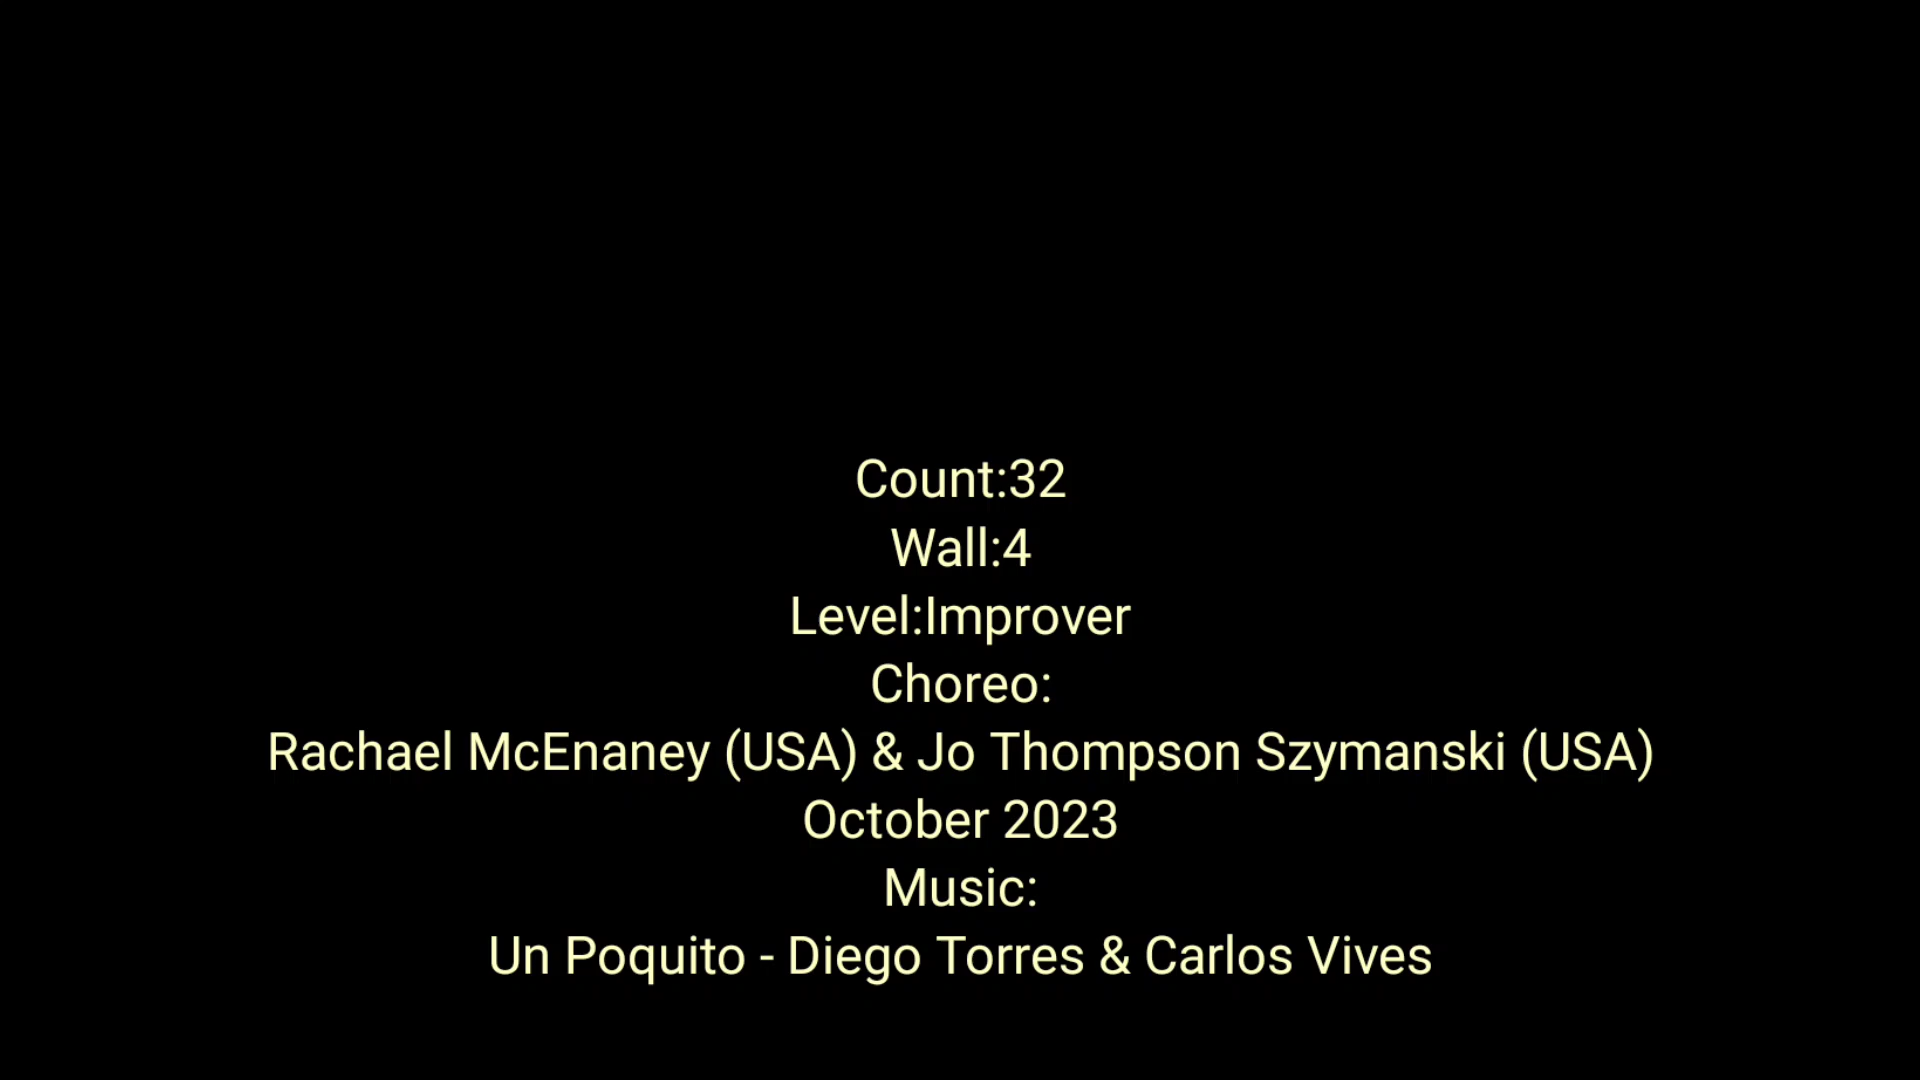 Count:32
Wall:4
Level:Improver
Choreo:
Rachael McEnaney (USA) & Jo Thompson Szymanski (USA)
October 2023
Music:
Un Poquito - Diego Torres & Carlos Vives